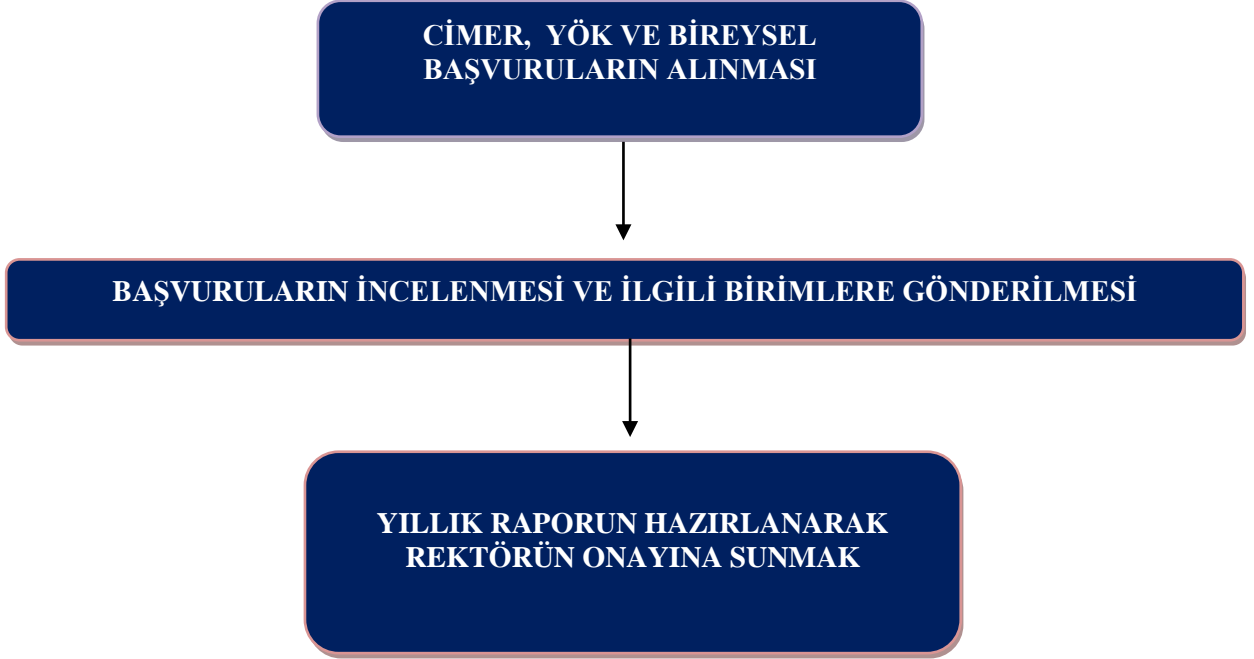 CİMER, YÖK VE BİREYSEL
BAŞVURULARIN ALINMASI
BAŞVURULARIN İNCELENMESİ VE İLGİLİ BİRİMLERE GÖNDERİLMESİ
YILLIK RAPORUN HAZIRLANARAK
REKTÖRÜN ONAYINA SUNMAK